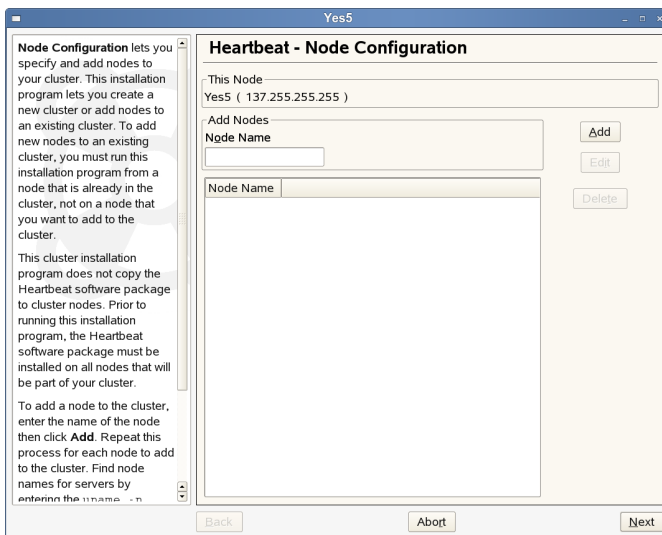 Yes5
Node Configuration lets you
specify and add nodes to
your cluster. This installation
program lets you create a
new cluster or add nodes to
an existing cluster. To add
new nodes to an existing
cluster, you must run this
installation program from a
node that is already in the
cluster, not on a node that
you want to add to the
cluster.
This cluster installation
program does not copy the
Heartbeat software package
to cluster nodes. Prior to
running this installation
program, the Heartbeat
software package must be
installed on all nodes that will
be part of your cluster.
To add a node to the cluster,
enter the name of the node
then click Add. Repeat this
process for each node to add
to the cluster. Find node
names for servers by
entering the uname -n
Heartbeat - Node Configuration
This Node
Yes5 ( 137.255.255.255 )
Add Nodes
Node Name
Add
Edit
Delete
Node Name
Back
Abort
Next